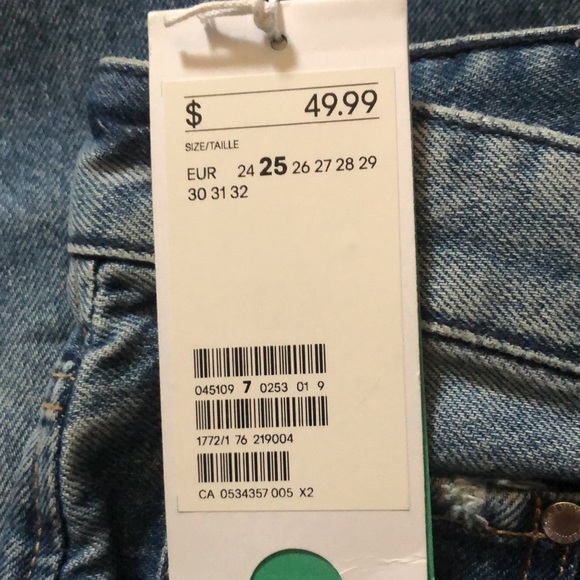 $ 49.99
SIZE/TAILLE
EUR 24 25 26 27 28 29
30 31 32
045109 7 0253 01 9
1772/1 76 219004
CA 0534357 005 X2